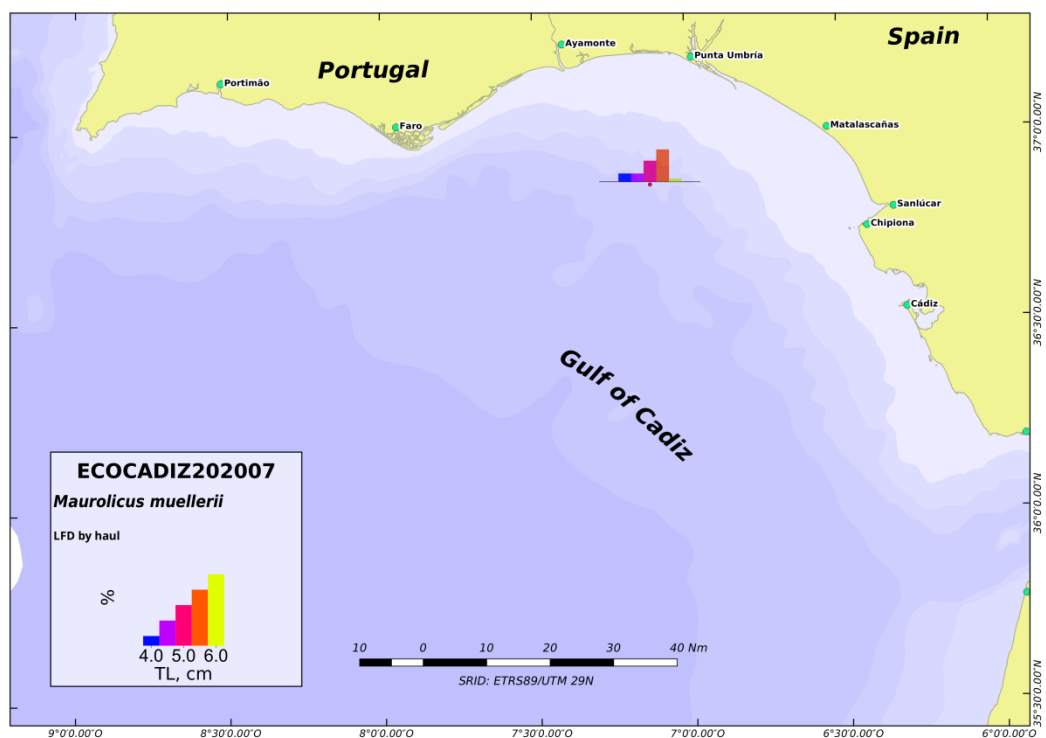 Spain
Portugal
Ayamonte
Punta Umbría
Portimão
Faro
Matalascañas
Sanlúcar
Chipiona
Cádiz
Gulf of Cadiz
37°0'0.00"N
36°30'0.00"N
36°0'0.00"N
35°30'0.00"N
ECOCADIZ202007
Maurolicus muellerii
LFD by haul
%
4.0 5.0 6.0
TL, cm
10 0 10 20 30 40 Nm
SRID: ETRS89/UTM 29N
9°0'0.00"O 8°30'0.00"O 8°0'0.00"O 7°30'0.00"O 7°0'0.00"O 6°30'0.00"O 6°0'0.00"O